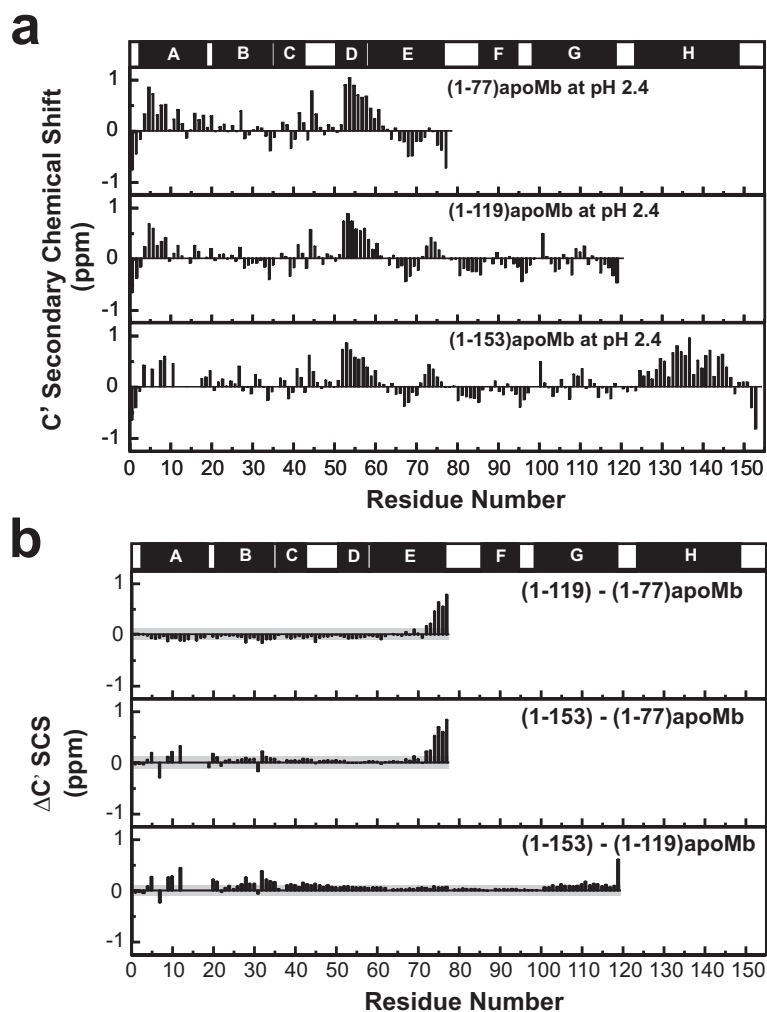 a
A B C D E F G H
(1-77)apoMb at pH 2.4
1
0
-1
(1-119)apoMb at pH 2.4
1
0
-1
(1-153)apoMb at pH 2.4
1
0
-1
C' Secondary Chemical Shift
(ppm)
0 10 20 30 40 50 60 70 80 90 100 110 120 130 140 150
Residue Number
b
A B C D E F G H
(1-119) - (1-77)apoMb
1
0
-1
(1-153) - (1-77)apoMb
1
0
-1
(1-153) - (1-119)apoMb
1
0
-1
ΔC' SCS
(ppm)
0 10 20 30 40 50 60 70 80 90 100 110 120 130 140 150
Residue Number